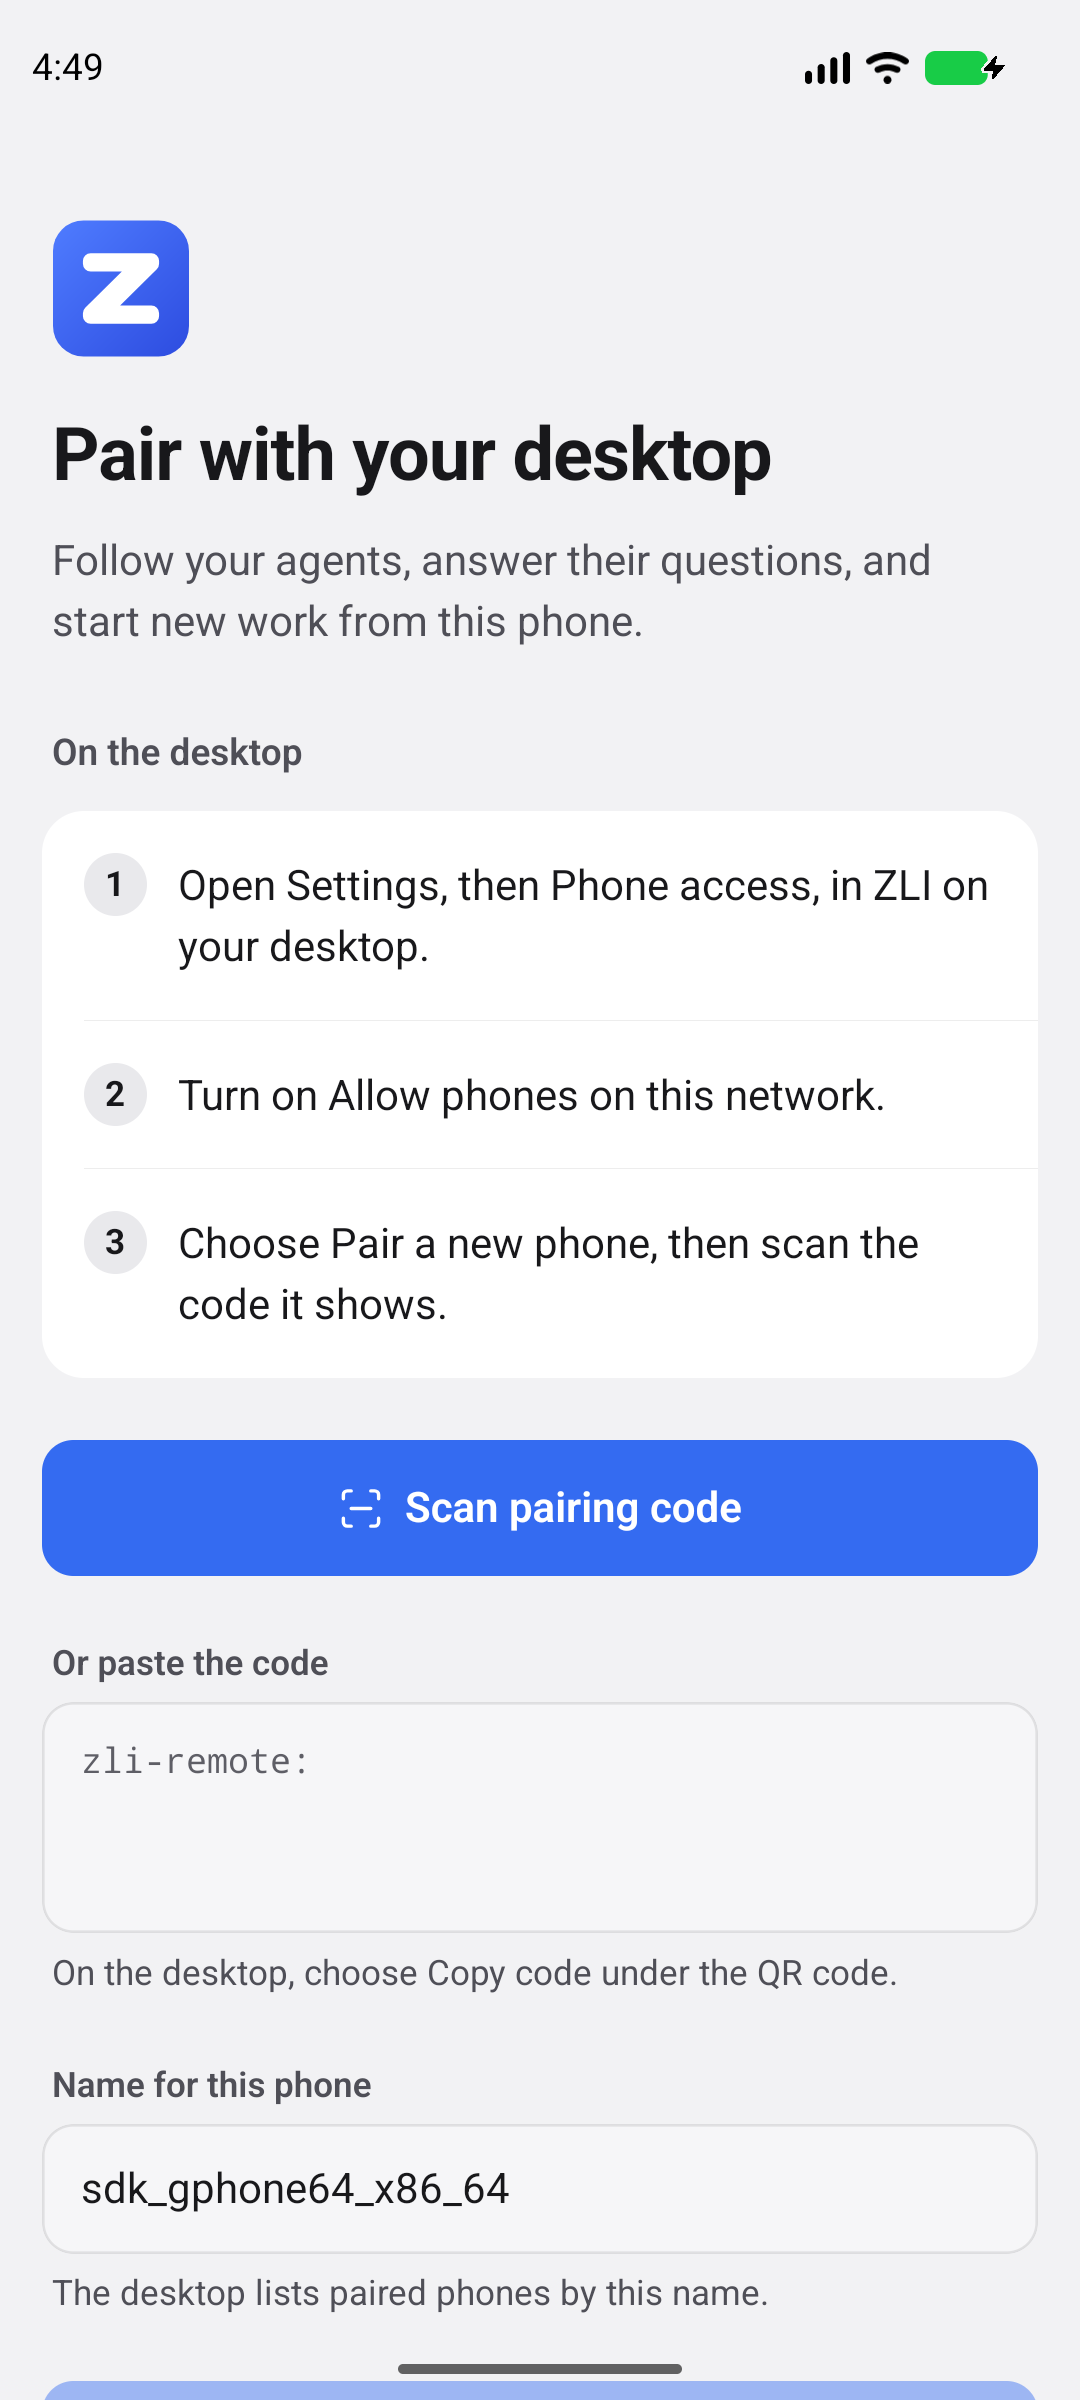 4:49
Z
Pair with your desktop
Follow your agents, answer their questions, and
start new work from this phone.
On the desktop
1 Open Settings, then Phone access, in ZLI on
your desktop.
2 Turn on Allow phones on this network.
3 Choose Pair a new phone, then scan the
code it shows.
Scan pairing code
Or paste the code
zli-remote:
On the desktop, choose Copy code under the QR code.
Name for this phone
sdk_gphone64_x86_64
The desktop lists paired phones by this name.